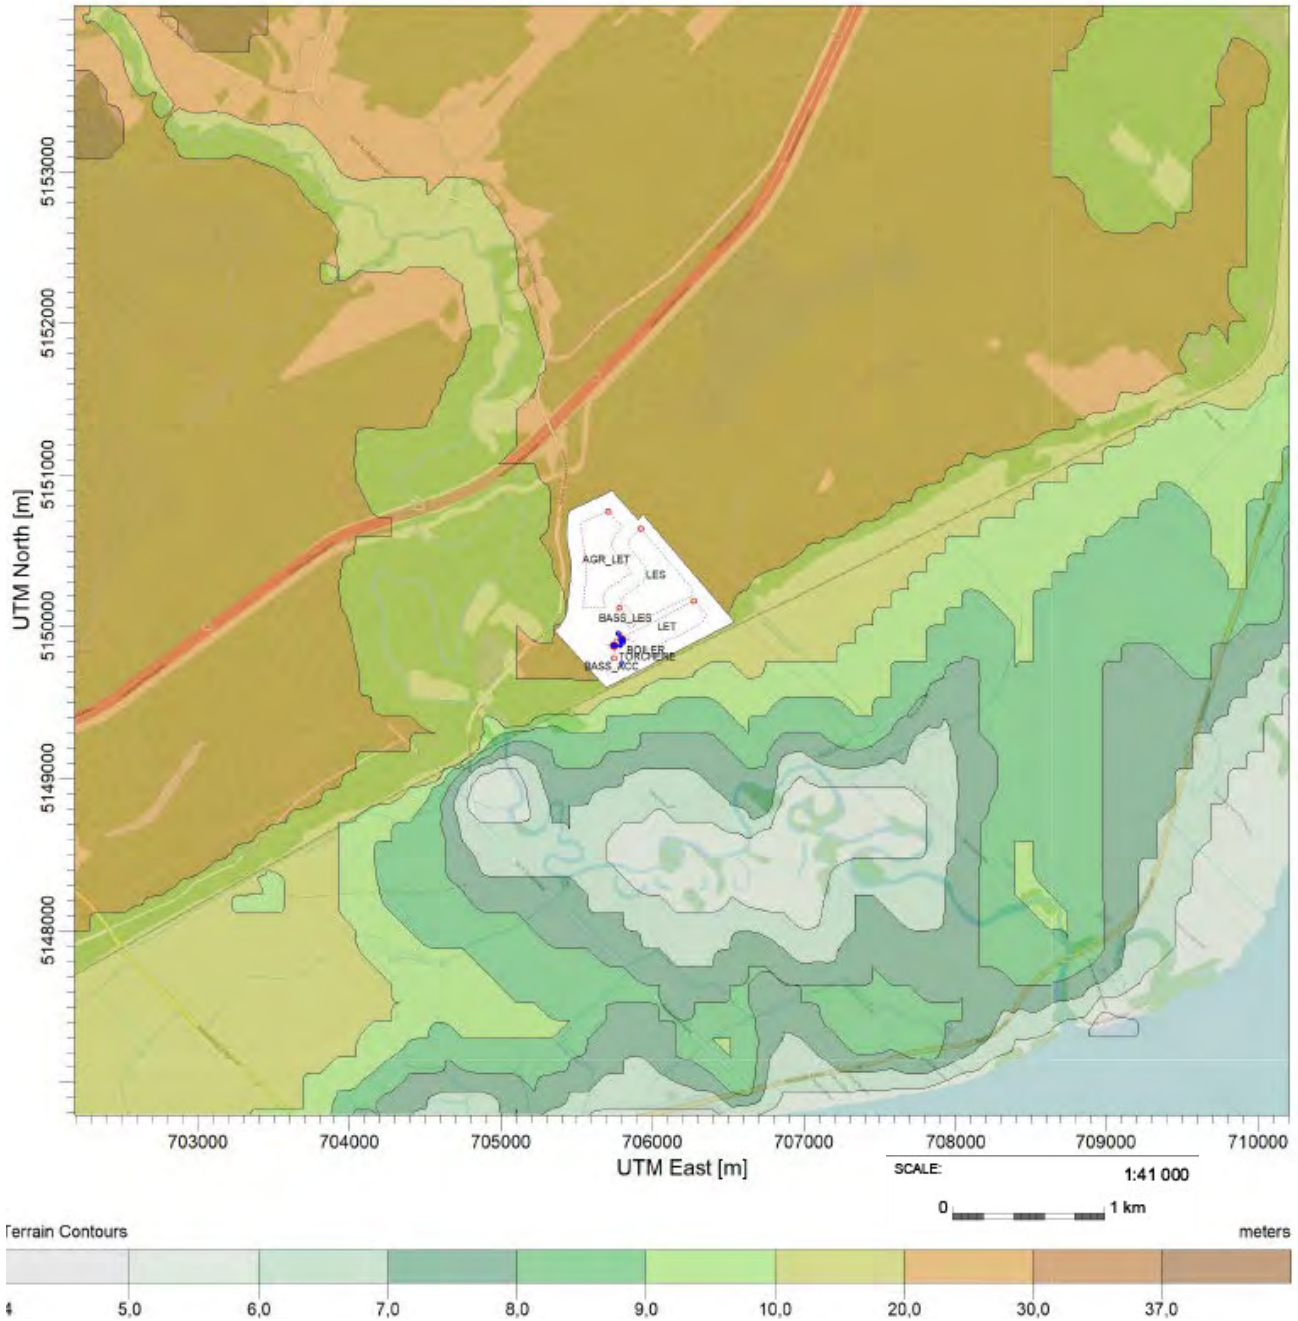 5153000
5152000
5151000
5150000
5149000
5148000
UTM North [m]
AGR_LET
LES
BASS_LES
LET
BOILER
TORCHERE
BASS_ACC
703000 704000 705000 706000 707000 708000 709000 710000
UTM East [m]
SCALE: 1:41 000
0 1 km
Terrain Contours meters
4 5,0 6,0 7,0 8,0 9,0 10,0 20,0 30,0 37,0